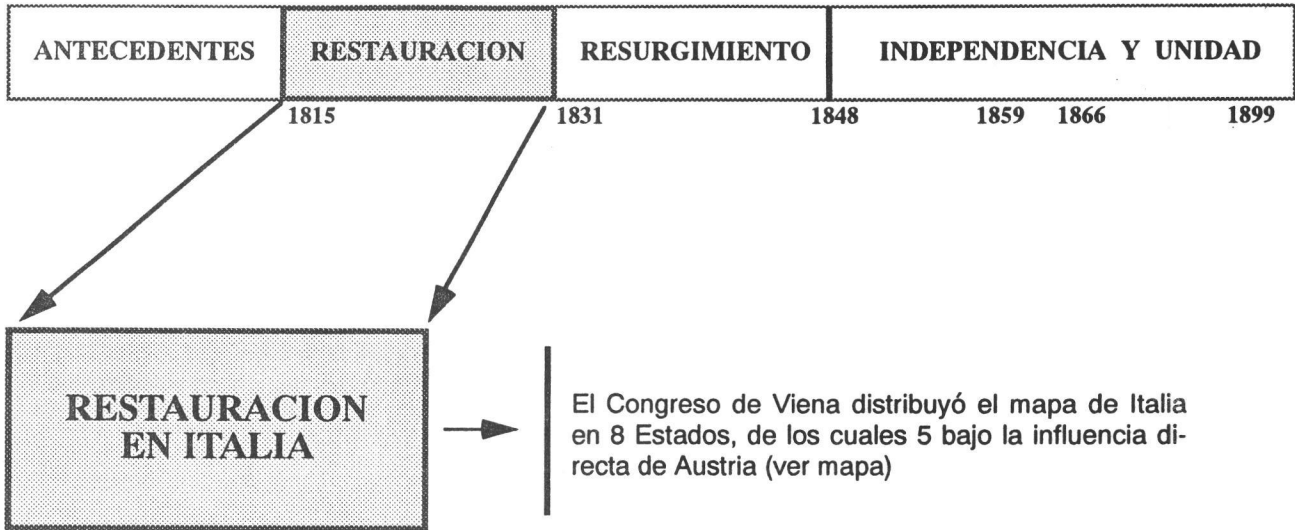 ANTECEDENTES RESTAURACION RESURGIMIENTO INDEPENDENCIA Y UNIDAD
1815 1831 1848 1859 1866 1899
RESTAURACION
EN ITALIA
El Congreso de Viena distribuyó el mapa de Italia
en 8 Estados, de los cuales 5 bajo la influencia di-
recta de Austria (ver mapa)